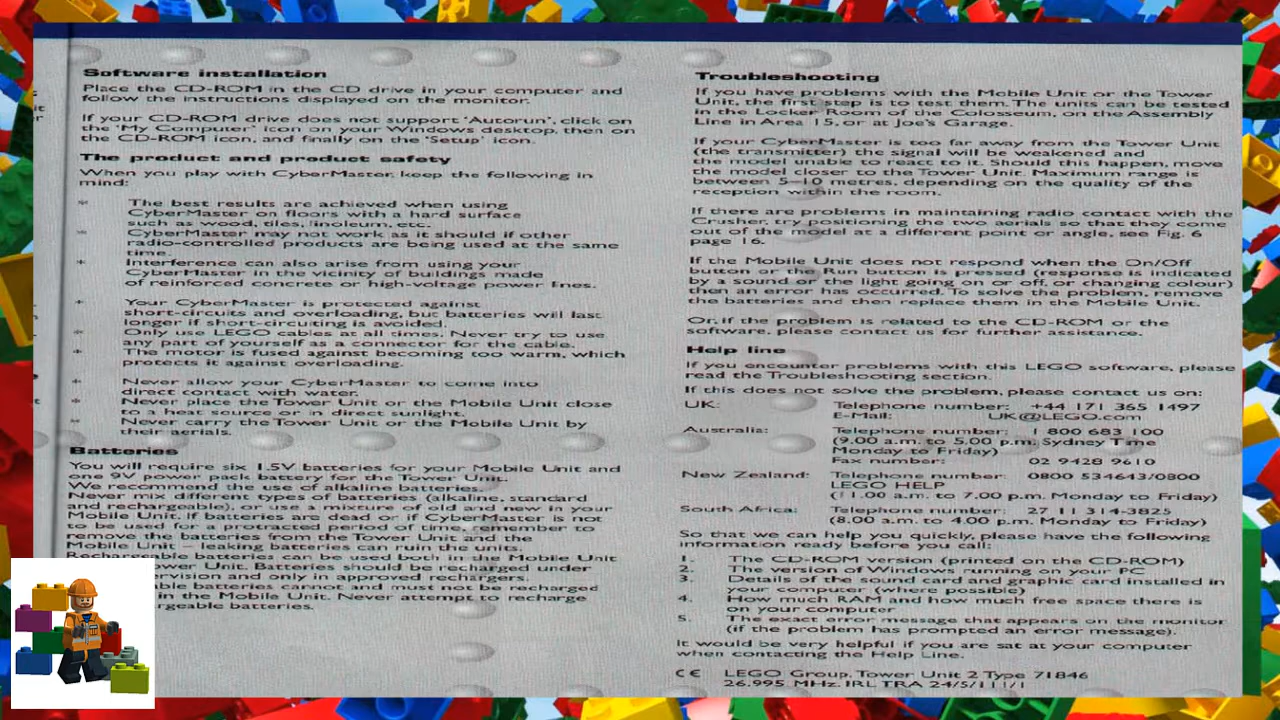 Software installation
Place the CD-ROM in the CD drive in your computer and
follow the instructions displayed on the monitor.
If your CD-ROM drive does not support 'Autorun', click on
the 'My Computer' icon on your Windows desktop, then on
the CD-ROM icon, and finally on the 'Setup' icon.
The product and product safety
When you play with CyberMaster, keep the following in
mind:
* The best results are achieved when using
CyberMaster on floors with a hard surface
such as wood, tiles, linoleum, etc.
* CyberMaster may not work as it should if other
radio-controlled products are being used at the same
time.
* Interference can also arise from using your
CyberMaster in the vicinity of buildings made
of reinforced concrete or high-voltage power lines.
* Your CyberMaster is protected against
short-circuits and overloading, but batteries will last
longer if short-circuiting is avoided.
* Only use LEGO cables at all times. Never try to use
any part of yourself as a connector for the cable.
* The motor is fused against becoming too warm, which
protects it against overloading.
* Never allow your CyberMaster to come into
direct contact with water.
* Never place the Tower Unit or the Mobile Unit close
to a heat source or in direct sunlight.
* Never carry the Tower Unit or the Mobile Unit by
their aerials.
Batteries
You will require six 1.5V batteries for your Mobile Unit and
one 9V power pack battery for the Tower Unit.
We recommend the use of alkaline batteries.
Never mix different types of batteries (alkaline, standard
and rechargeable), or use a mixture of old and new in your
Mobile Unit. If batteries are dead or if CyberMaster is not
to be used for a protracted period of time, remember to
remove the batteries from the Tower Unit and the
Mobile Unit – leaking batteries can ruin the units.
Rechargeable batteries can be used both in the Mobile Unit
ower Unit. Batteries should be recharged under
rvision and only in approved rechargers.
ble batteries cannot and must not be recharged
in the Mobile Unit. Never attempt to recharge
rgeable batteries.
Troubleshooting
If you have problems with the Mobile Unit or the Tower
Unit, the first step is to test them. The units can be tested
in the Locker Room of the Colosseum, on the Assembly
Line in Area 15, or at Joe's Garage.
If your CyberMaster is too far away from the Tower Unit
(the transmitter) the signal will be weakened and
the model unable to react to it. Should this happen, move
the model closer to the Tower Unit. Maximum range is
between 5–10 metres, depending on the quality of the
reception within the room.
If there are problems in maintaining radio contact with the
Crusher, try positioning the two aerials so that they come
out of the model at a different point or angle, see Fig. 6
page 16.
If the Mobile Unit does not respond when the On/Off
button or the Run button is pressed (response is indicated
by a sound or the light going on or off, or changing colour)
then an error has occurred. To solve the problem, remove
the batteries and then replace them in the Mobile Unit.
Or, if the problem is related to the CD-ROM or the
software, please contact us for further assistance.
Help line
If you encounter problems with this LEGO software, please
read the Troubleshooting section.
If this does not solve the problem, please contact us on:
UK: Telephone number: +44 171 365 1497
E-Mail: UK@LEGO.com
Australia: Telephone number: 1 800 683 100
(9.00 a.m. to 5.00 p.m. Sydney Time
Monday to Friday)
Fax number: 02 9428 9610
New Zealand: Telephone number: 0800 534643/0800
LEGO HELP
(11.00 a.m. to 7.00 p.m. Monday to Friday)
South Africa: Telephone number: 27 11 314-3825
(8.00 a.m. to 4.00 p.m. Monday to Friday)
So that we can help you quickly, please have the following
information ready before you call:
1. The CD-ROM version (printed on the CD-ROM)
2. The version of Windows running on your PC
3. Details of the sound card and graphic card installed in
your computer (where possible)
4. How much RAM and how much free space there is
on your computer
5. The exact error message that appears on the monitor
(if the problem has prompted an error message).
It would be very helpful if you are sat at your computer
when contacting the Help Line.
CE LEGO Group. Tower Unit 2 Type 71846
26.995 MHz. IRL TRA 24/5/111/1